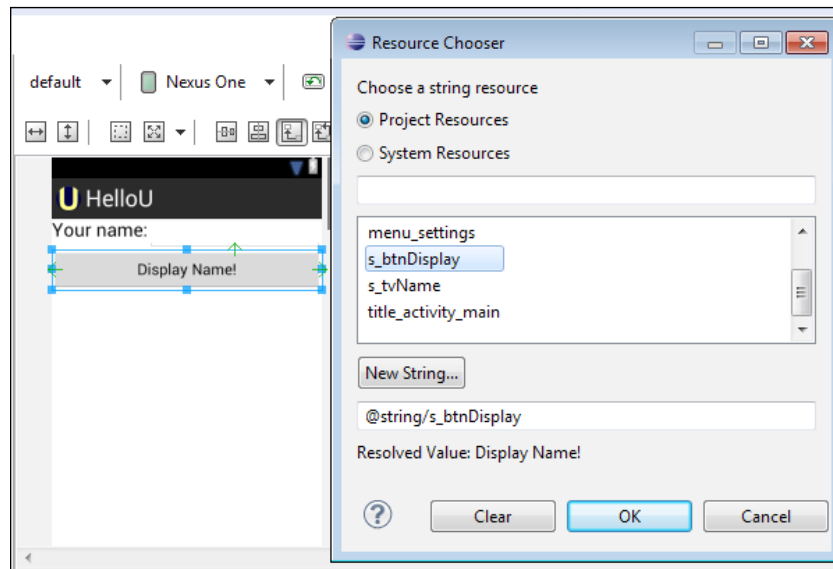 default
Nexus One
HelloU
Your name:
Display Name!
Resource Chooser
Choose a string resource
Project Resources
System Resources
menu_settings
s_btnDisplay
s_tvName
title_activity_main
New String...
@string/s_btnDisplay
Resolved Value: Display Name!
?
Clear
OK
Cancel